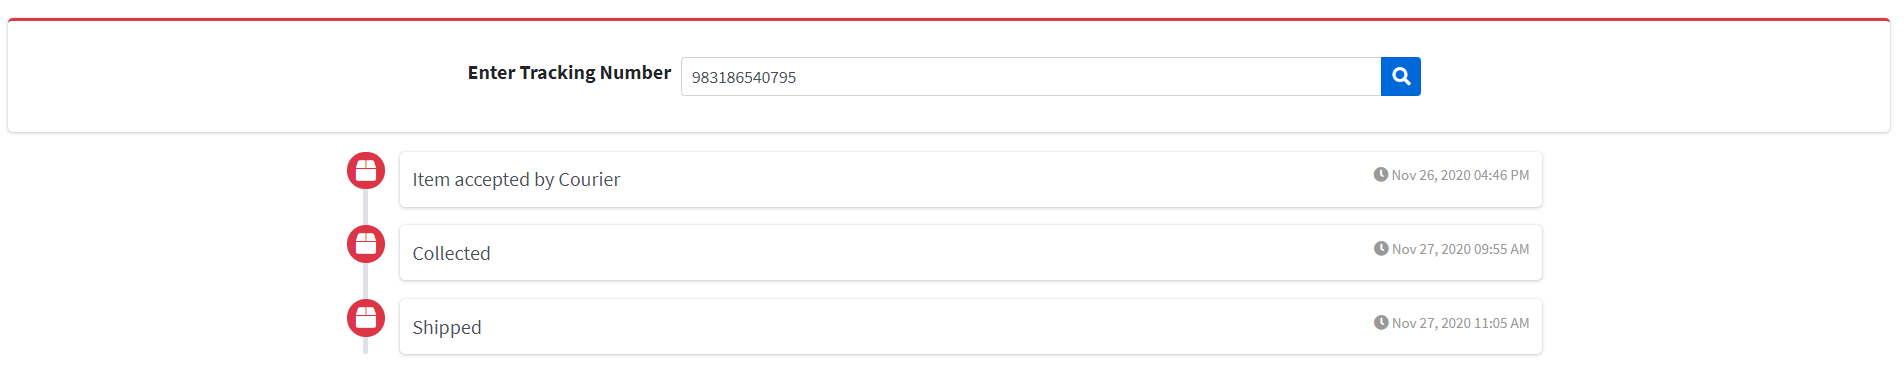 Enter Tracking Number 983186540795
Item accepted by Courier Nov 26, 2020 04:46 PM
Collected Nov 27, 2020 09:55 AM
Shipped Nov 27, 2020 11:05 AM